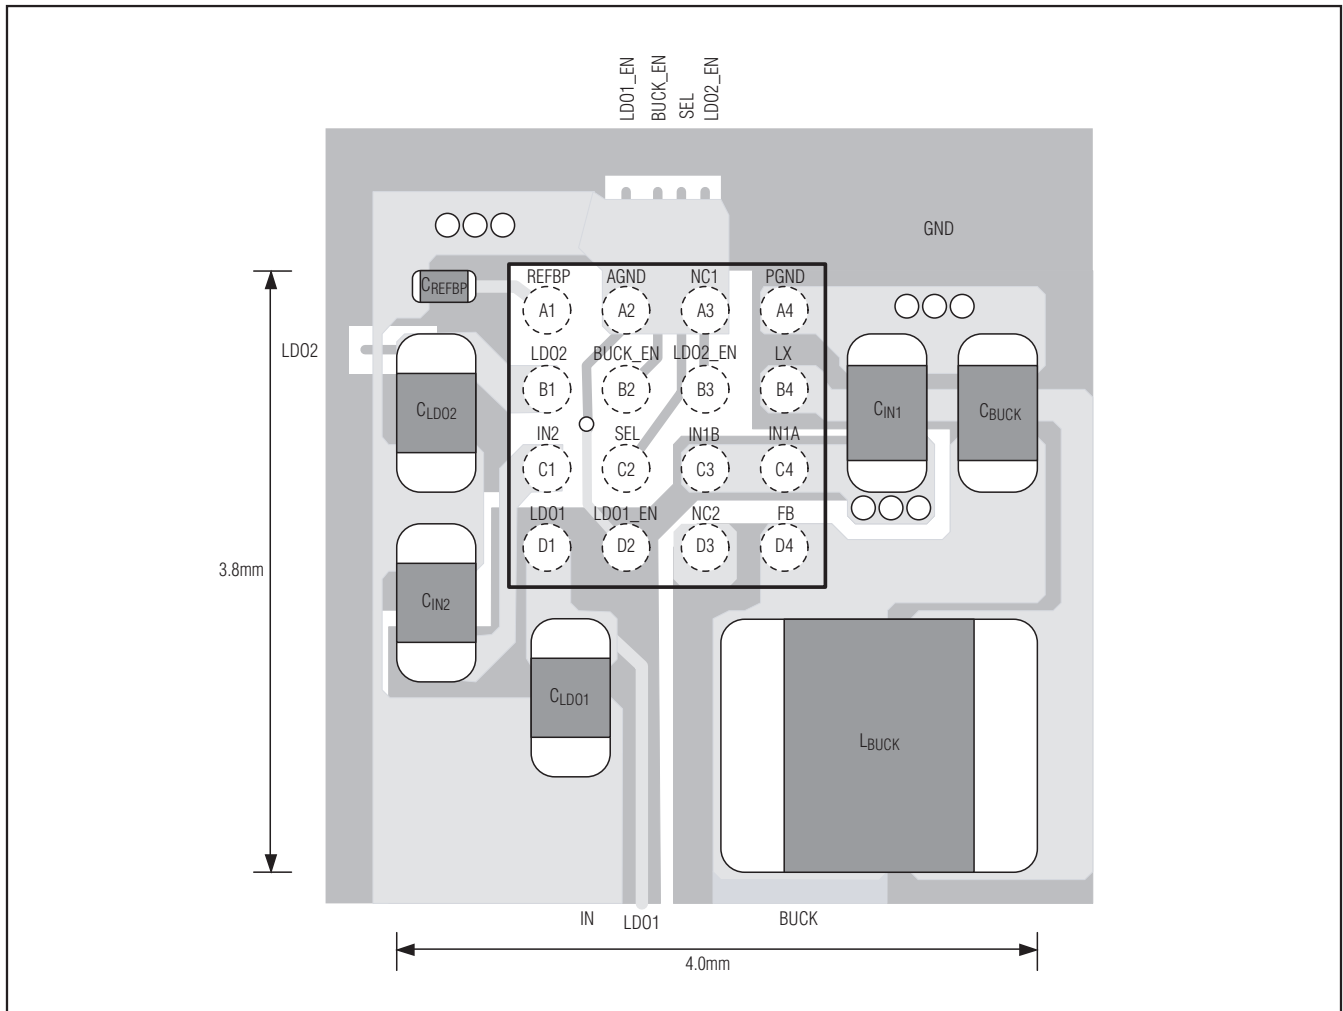 LDO1_EN
BUCK_EN
SEL
LDO2_EN
GND
REFBP AGND NC1 PGND
CREFBP
A1 A2 A3 A4
LDO2
LDO2 BUCK_EN LDO2_EN LX
B1 B2 B3 B4
CLDO2
CIN1
CBUCK
IN2 SEL IN1B IN1A
C1 C2 C3 C4
LDO1 LDO1_EN NC2 FB
D1 D2 D3 D4
3.8mm
CIN2
CLDO1
LBUCK
IN
LDO1
BUCK
4.0mm